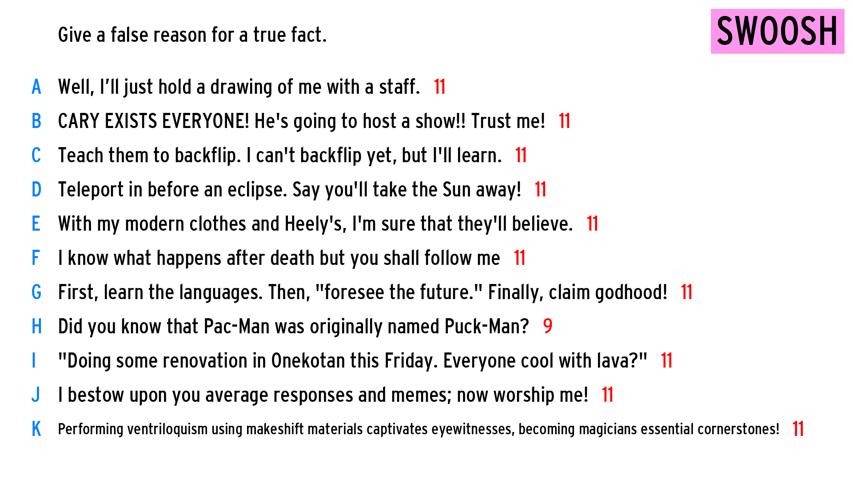 Give a false reason for a true fact.
SWOOSH
A Well, I'll just hold a drawing of me with a staff. 11
B CARY EXISTS EVERYONE! He's going to host a show!! Trust me! 11
C Teach them to backflip. I can't backflip yet, but I'll learn. 11
D Teleport in before an eclipse. Say you'll take the Sun away! 11
E With my modern clothes and Heely's, I'm sure that they'll believe. 11
F I know what happens after death but you shall follow me 11
G First, learn the languages. Then, "foresee the future." Finally, claim godhood! 11
H Did you know that Pac-Man was originally named Puck-Man? 9
I "Doing some renovation in Onekotan this Friday. Everyone cool with lava?" 11
J I bestow upon you average responses and memes; now worship me! 11
K Performing ventriloquism using makeshift materials captivates eyewitnesses, becoming magicians essential cornerstones! 11